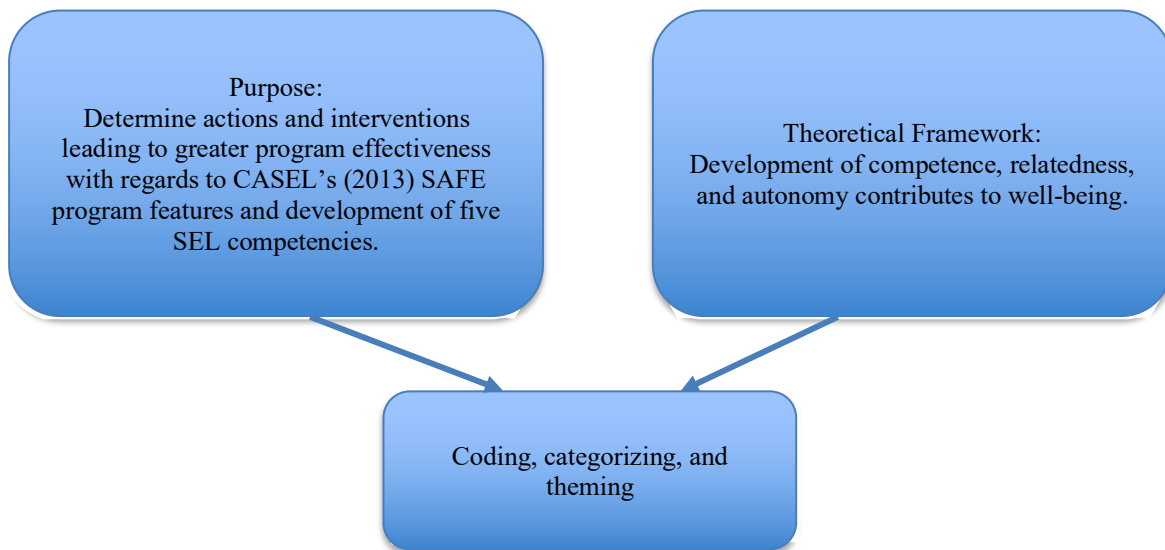 Purpose:
Determine actions and interventions
leading to greater program effectiveness
with regards to CASEL’s (2013) SAFE
program features and development of five
SEL competencies.
Theoretical Framework:
Development of competence, relatedness,
and autonomy contributes to well-being.
Coding, categorizing, and
theming